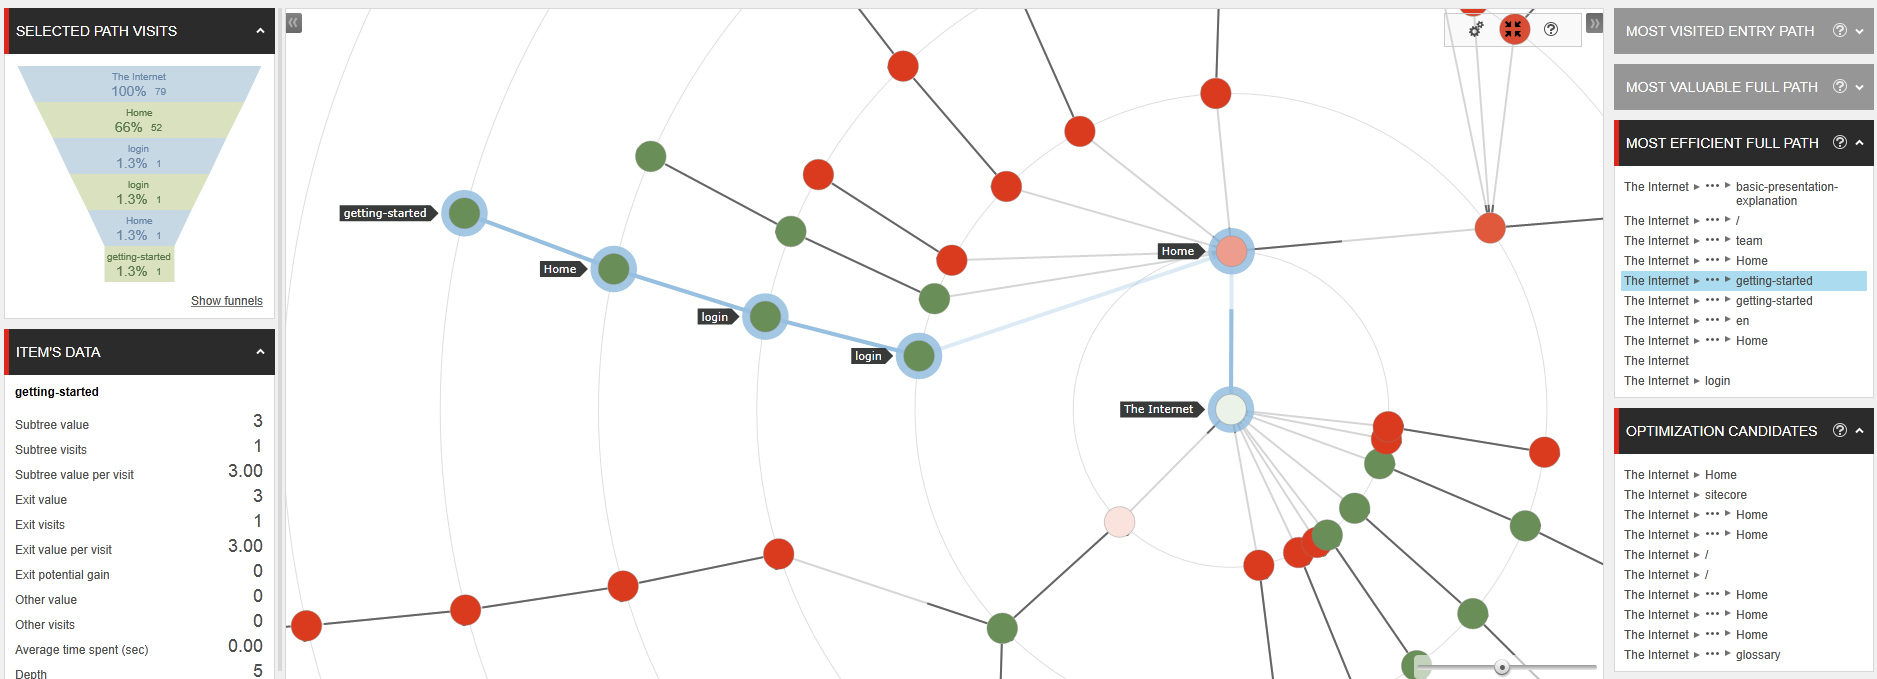 SELECTED PATH VISITS
The Internet
100% 79
Home
66% 52
login
1.3% 1
login
1.3% 1
Home
1.3% 1
getting-started
1.3% 1
Show funnels
ITEM'S DATA
getting-started
Subtree value 3
Subtree visits 1
Subtree value per visit 3.00
Exit value 3
Exit visits 1
Exit value per visit 3.00
Exit potential gain 0
Other value 0
Other visits 0
Average time spent (sec) 0.00
Depth 5
getting-started
Home
login
login
Home
The Internet
MOST VISITED ENTRY PATH
MOST VALUABLE FULL PATH
MOST EFFICIENT FULL PATH
The Internet ▸ ••• ▸ basic-presentation-
explanation
The Internet ▸ ••• ▸ /
The Internet ▸ ••• ▸ team
The Internet ▸ ••• ▸ Home
The Internet ▸ ••• ▸ getting-started
The Internet ▸ ••• ▸ getting-started
The Internet ▸ ••• ▸ en
The Internet ▸ ••• ▸ Home
The Internet
The Internet ▸ login
OPTIMIZATION CANDIDATES
The Internet ▸ Home
The Internet ▸ sitecore
The Internet ▸ ••• ▸ Home
The Internet ▸ ••• ▸ Home
The Internet ▸ /
The Internet ▸ /
The Internet ▸ ••• ▸ Home
The Internet ▸ ••• ▸ Home
The Internet ▸ ••• ▸ Home
The Internet ▸ ••• ▸ glossary